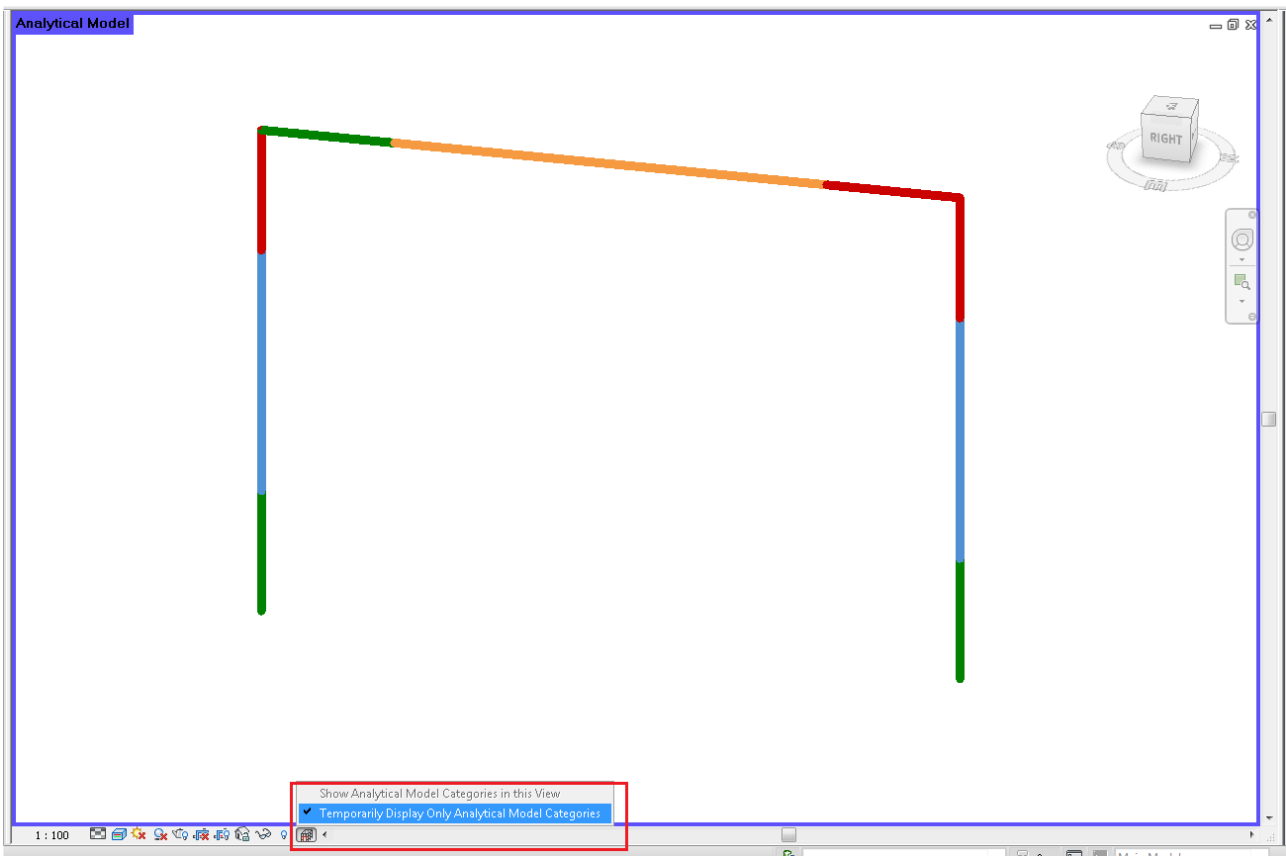 Analytical Model
RIGHT
Show Analytical Model Categories in this View
Temporarily Display Only Analytical Model Categories
1 : 100